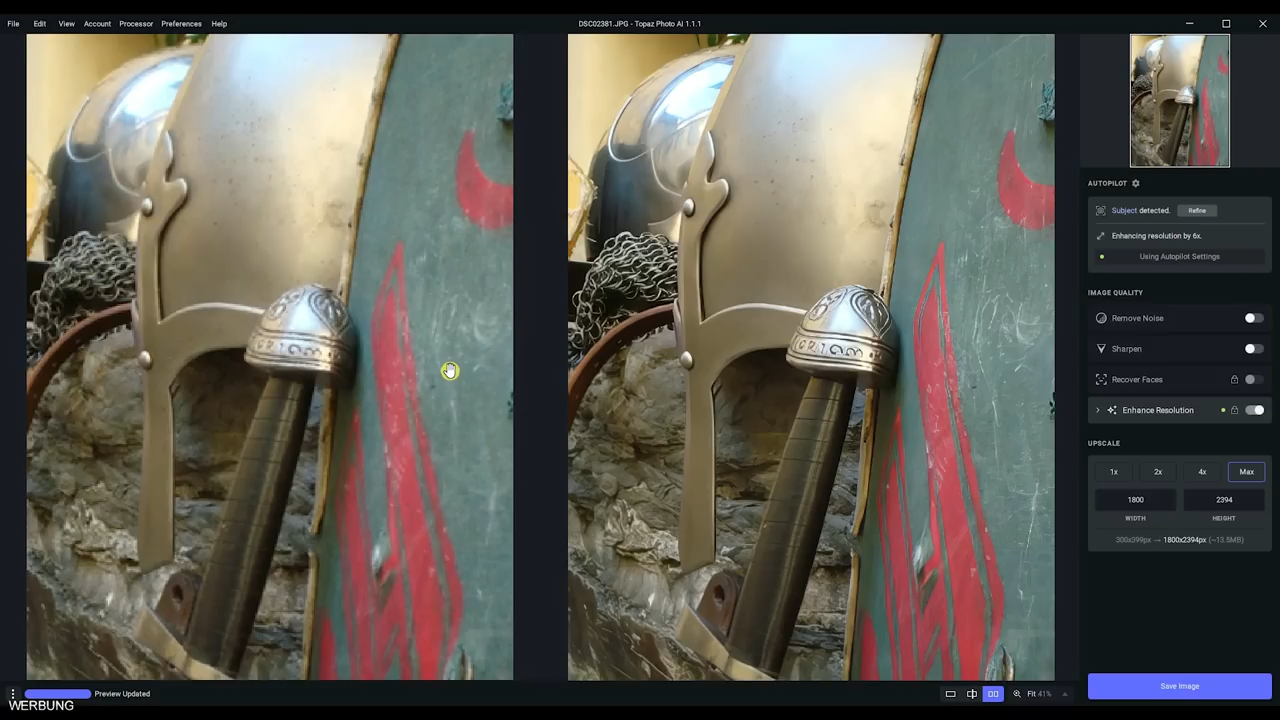 File Edit View Account Processor Preferences Help
DSC02381.JPG - Topaz Photo AI 1.1.1
AUTOPILOT
Subject detected. Refine
Enhancing resolution by 6x.
Using Autopilot Settings
IMAGE QUALITY
Remove Noise
Sharpen
Recover Faces
Enhance Resolution
UPSCALE
1x 2x 4x Max
1800 2394
WIDTH HEIGHT
300x399px → 1800x2394px (~13.5MB)
Save Image
Preview Updated
Fit 41%
WERBUNG